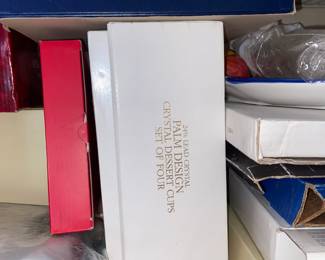 24% LEAD CRYSTAL
PALM DESIGN
CRYSTAL DESSERT CUPS
SET OF FOUR